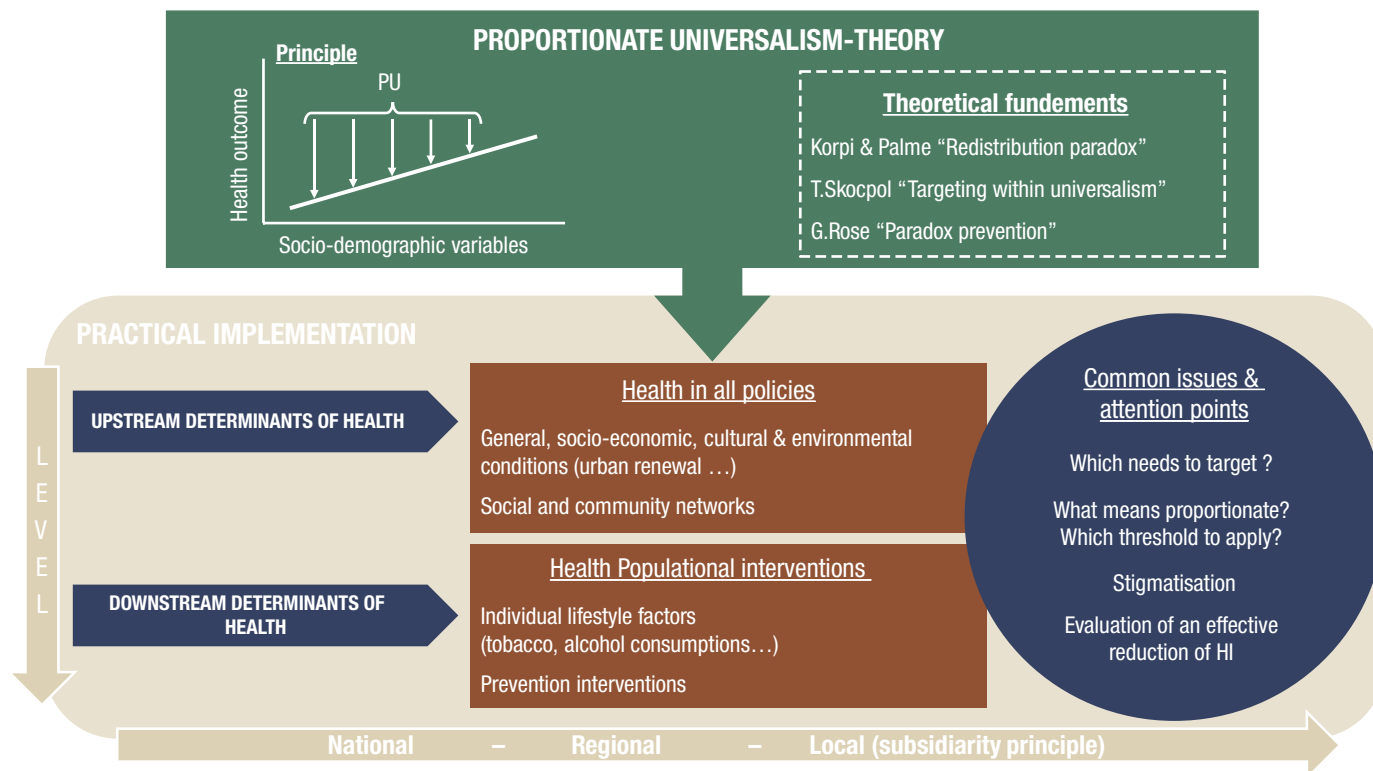 PROPORTIONATE UNIVERSALISM-THEORY
Principle
PU
Health outcome
Socio-demographic variables
Theoretical fundements
Korpi & Palme “Redistribution paradox”
T.Skocpol “Targeting within universalism”
G.Rose “Paradox prevention”
PRACTICAL IMPLEMENTATION
LEVEL
UPSTREAM DETERMINANTS OF HEALTH
Health in all policies
General, socio-economic, cultural & environmental
conditions (urban renewal …)
Social and community networks
DOWNSTREAM DETERMINANTS OF
HEALTH
Health Populational interventions
Individual lifestyle factors
(tobacco, alcohol consumptions…)
Prevention interventions
Common issues &
attention points
Which needs to target ?
What means proportionate?
Which threshold to apply?
Stigmatisation
Evaluation of an effective
reduction of HI
National – Regional – Local (subsidiarity principle)